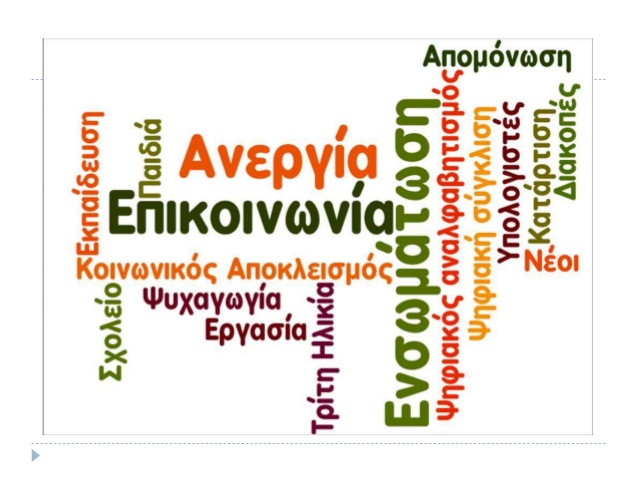 Απομόνωση
Εκπαίδευση
Παιδιά
Ανεργία
Επικοινωνία
Κοινωνικός Αποκλεισμός
Ψυχαγωγία
Εργασία
Σχολείο
Τρίτη Ηλικία
Ενσωμάτωση
Ψηφιακός αναλφαβητισμός
Ψηφιακή σύγκλιση
Υπολογιστές
Κατάρτιση
Διακοπές
Νέοι